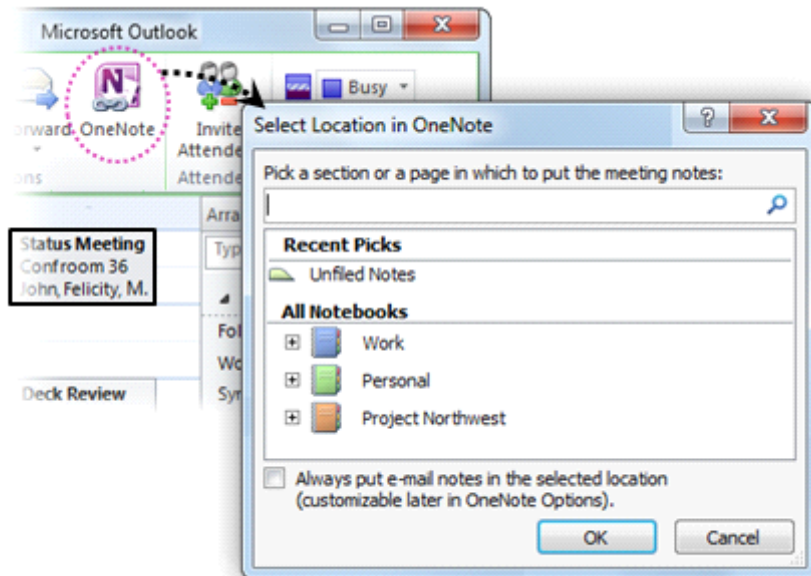 Microsoft Outlook
Busy
orward OneNote
Invite
Attende
ons
Attende
Select Location in OneNote
Pick a section or a page in which to put the meeting notes:
Arra
Status Meeting
Confroom 36
John, Felicity, M.
Typ
Recent Picks
Unfiled Notes
All Notebooks
Fol
Work
Wo
Personal
Deck Review
Syn
Project Northwest
Always put e-mail notes in the selected location
(customizable later in OneNote Options).
OK
Cancel